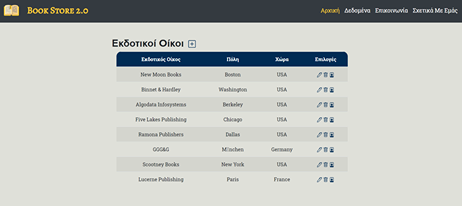 Book Store 2.0
Αρχική Δεδομένα Επικοινωνία Σχετικά Με Εμάς
Εκδοτικοί Οίκοι
Εκδοτικός Οίκος Πόλη Χώρα Επιλογές
New Moon Books Boston USA
Binnet & Hardley Washington USA
Algodata Infosystems Berkeley USA
Five Lakes Publishing Chicago USA
Ramona Publishers Dallas USA
GGG&G M�nchen Germany
Scootney Books New York USA
Lucerne Publishing Paris France